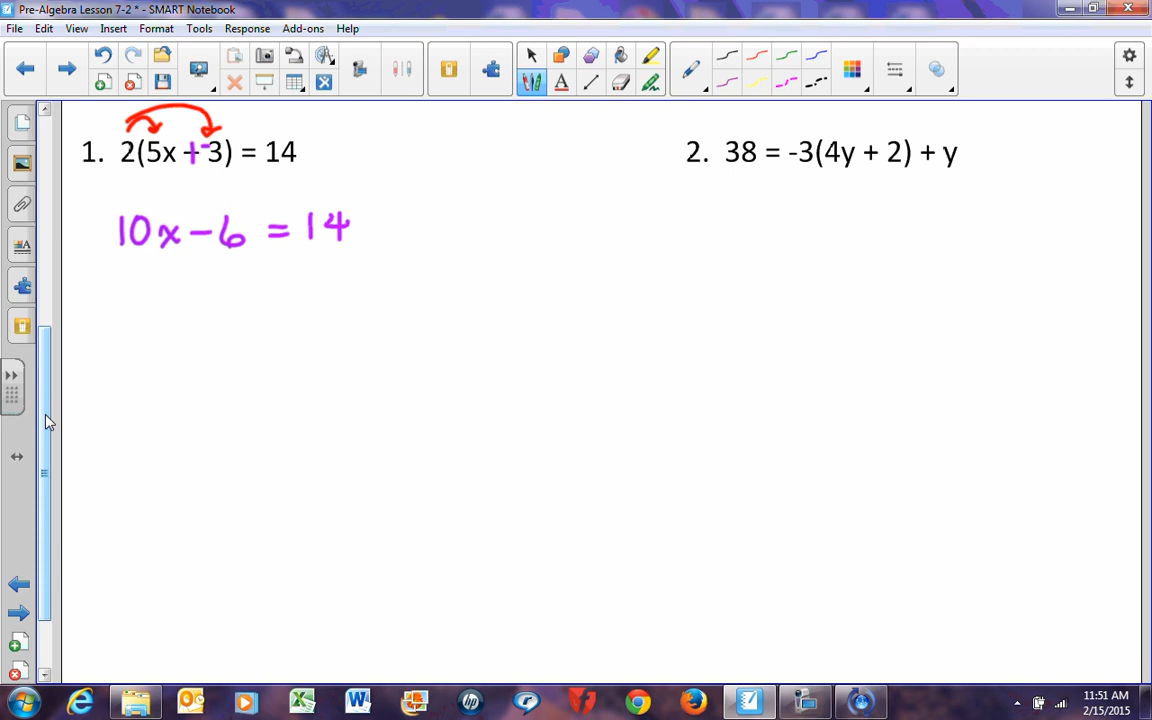 Pre-Algebra Lesson 7-2 * - SMART Notebook
File Edit View Insert Format Tools Response Add-ons Help
1. 2(5x + -3) = 14
2. 38 = -3(4y + 2) + y
10x - 6 = 14
11:51 AM
2/15/2015